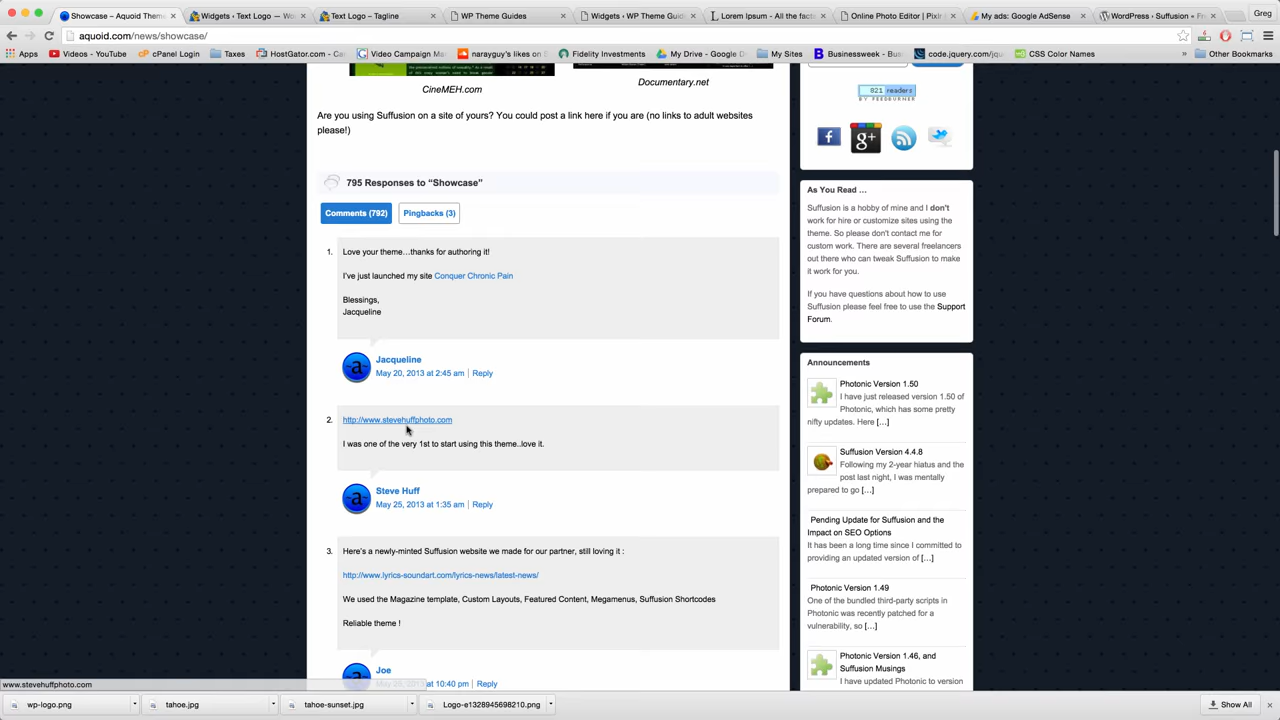 Showcase – Aquoid Them
Widgets ‹ Text Logo — Wo
Text Logo – Tagline
WP Theme Guides
Widgets ‹ WP Theme Guid
Lorem Ipsum - All the facts
Online Photo Editor | Pixlr
My ads: Google AdSense
WordPress › Suffusion « Fr
Greg
aquoid.com/news/showcase/
Apps
Videos - YouTube
cPanel Login
Taxes
HostGator.com - Ca
Video Campaign Ma
narayguy's likes on S
Fidelity Investments
My Drive - Google D
My Sites
Businessweek - Busi
code.jquery.com/jqu
CSS Color Names
Other Bookmarks
CineMEH.com
Documentary.net
Are you using Suffusion on a site of yours? You could post a link here if you are (no links to adult websites
please!)
795 Responses to “Showcase”
Comments (792)
Pingbacks (3)
1.
Love your theme…thanks for authoring it!
I've just launched my site Conquer Chronic Pain
Blessings,
Jacqueline
Jacqueline
May 20, 2013 at 2:45 am | Reply
2.
http://www.stevehuffphoto.com
I was one of the very 1st to start using this theme..love it.
Steve Huff
May 25, 2013 at 1:35 am | Reply
3.
Here's a newly-minted Suffusion website we made for our partner, still loving it :
http://www.lyrics-soundart.com/lyrics-news/latest-news/
We used the Magazine template, Custom Layouts, Featured Content, Megamenus, Suffusion Shortcodes
Reliable theme !
Joe
at 10:40 pm | Reply
821 readers
BY FEEDBURNER
As You Read …
Suffusion is a hobby of mine and I don't
work for hire or customize sites using the
theme. So please don't contact me for
custom work. There are several freelancers
out there who can tweak Suffusion to make
it work for you.
If you have questions about how to use
Suffusion please feel free to use the Support
Forum.
Announcements
Photonic Version 1.50
I have just released version 1.50 of
Photonic, which has some pretty
nifty updates. Here […]
Suffusion Version 4.4.8
Following my 2-year hiatus and the
post last night, I was mentally
prepared to go […]
Pending Update for Suffusion and the
Impact on SEO Options
It has been a long time since I committed to
providing an updated version of […]
Photonic Version 1.49
One of the bundled third-party scripts in
Photonic was recently patched for a
vulnerability, so […]
Photonic Version 1.46, and
Suffusion Musings
I have updated Photonic to version
www.stevehuffphoto.com
wp-logo.png
tahoe.jpg
tahoe-sunset.jpg
Logo-e1328945698210.png
Show All